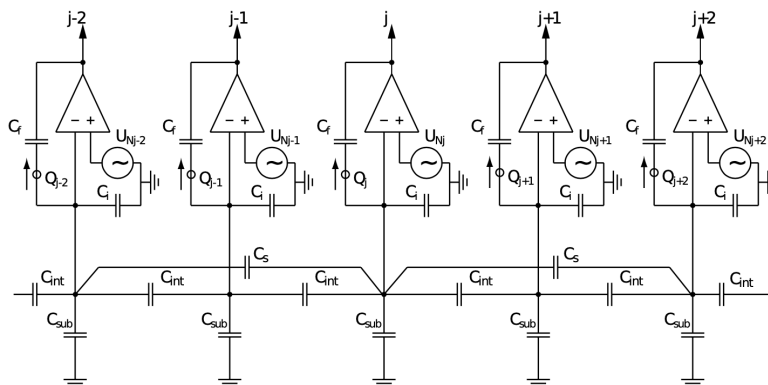 j-2 j-1 j j+1 j+2
C_f U_Nj-2 C_f U_Nj-1 C_f U_Nj C_f U_Nj+1 C_f U_Nj+2
- + - + - + - + - +
~ ~ ~ ~ ~
Q_j-2 Q_j-1 Q_j Q_j+1 Q_j+2
C_i C_i C_i C_i C_i
C_s C_s
C_int C_int C_int C_int C_int C_int
C_sub C_sub C_sub C_sub C_sub